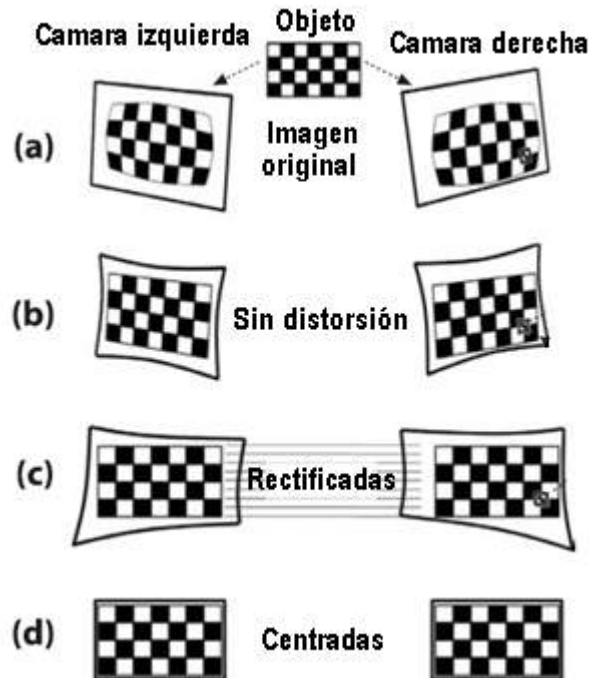 Objeto
Camara izquierda
Camara derecha
(a)
Imagen
original
(b)
Sin distorsión
(c)
Rectificadas
(d)
Centradas